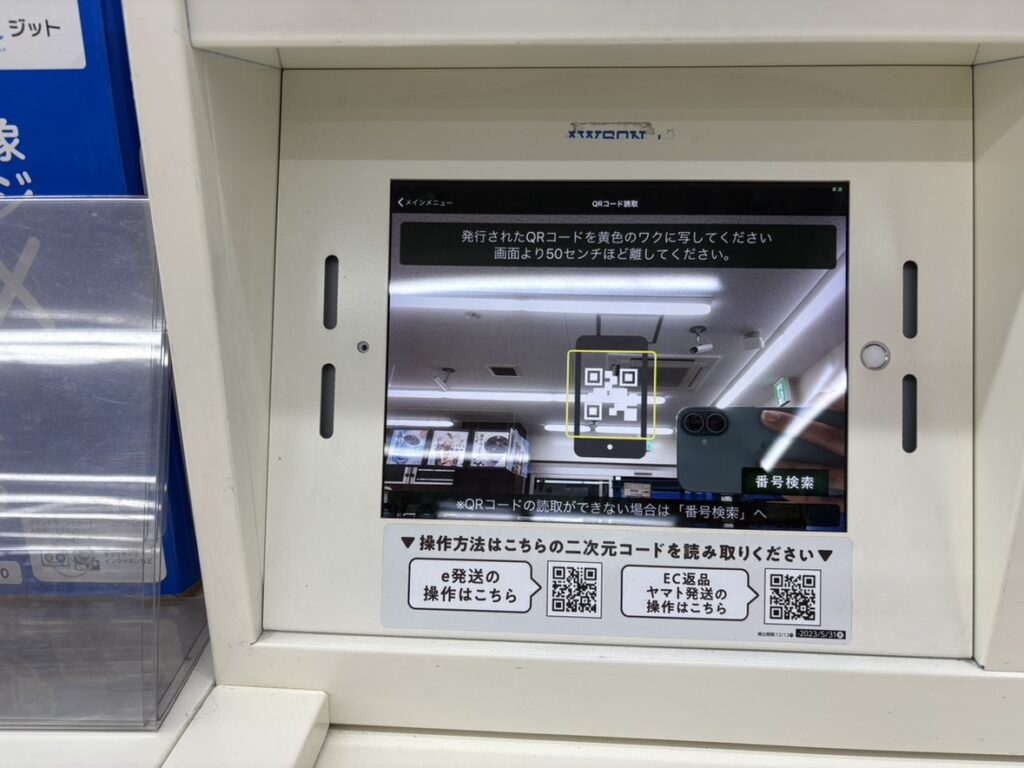 ジット
像
ジ
メインメニュー
QRコード読取
発行されたQRコードを黄色のワクに写してください
画面より50センチほど離してください。
番号検索
※QRコードの読取ができない場合は「番号検索」へ
▼操作方法はこちらの二次元コードを読み取りください▼
e発送の
操作はこちら
EC返品
ヤマト発送の
操作はこちら
-2023/5/31